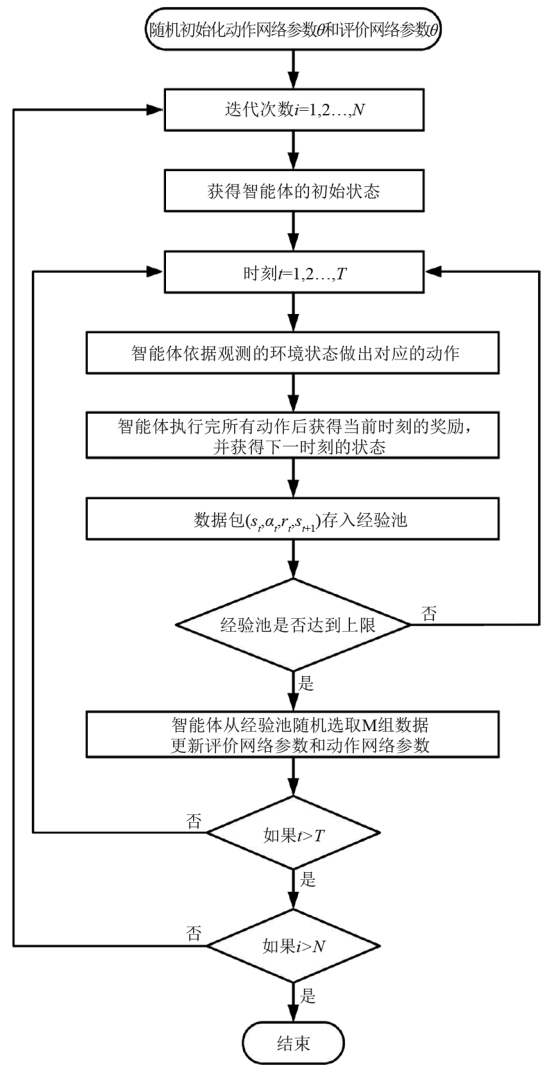 随机初始化动作网络参数θ和评价网络参数θ
迭代次数i=1,2…,N
获得智能体的初始状态
时刻t=1,2…,T
智能体依据观测的环境状态做出对应的动作
智能体执行完所有动作后获得当前时刻的奖励，
并获得下一时刻的状态
数据包(sₜ,αₜ,rₜ,sₜ₊₁)存入经验池
经验池是否达到上限
否
是
智能体从经验池随机选取M组数据
更新评价网络参数和动作网络参数
否
如果t>T
是
否
如果i>N
是
结束